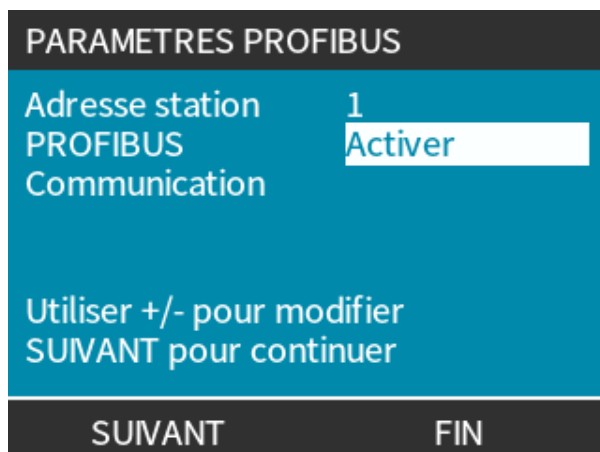 PARAMETRES PROFIBUS
Adresse station 1
PROFIBUS Activer
Communication
Utiliser +/- pour modifier
SUIVANT pour continuer
SUIVANT FIN